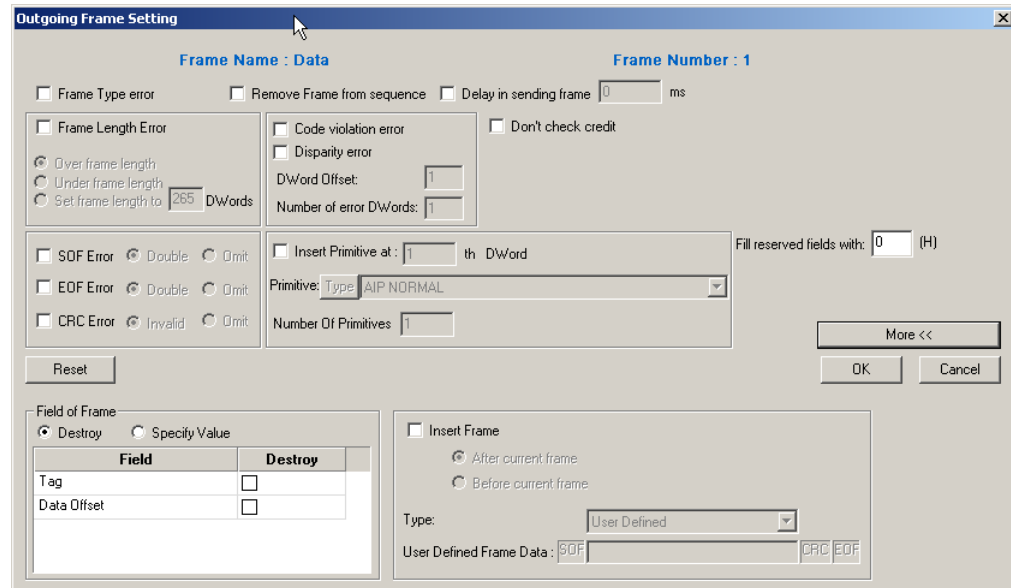 Outgoing Frame Setting
Frame Name : Data
Frame Number : 1
Frame Type error
Remove Frame from sequence
Delay in sending frame 0 ms
Frame Length Error
Over frame length
Under frame length
Set frame length to 265 DWords
Code violation error
Disparity error
DWord Offset: 1
Number of error DWords: 1
Don't check credit
SOF Error Double Omit
EOF Error Double Omit
CRC Error Invalid Omit
Insert Primitive at : 1 th DWord
Primitive: Type AIP NORMAL
Number Of Primitives 1
Fill reserved fields with: 0 (H)
More <<
Reset
OK
Cancel
Field of Frame
Destroy Specify Value
Field Destroy
Tag
Data Offset
Insert Frame
After current frame
Before current frame
Type: User Defined
User Defined Frame Data : SOF CRC EOF